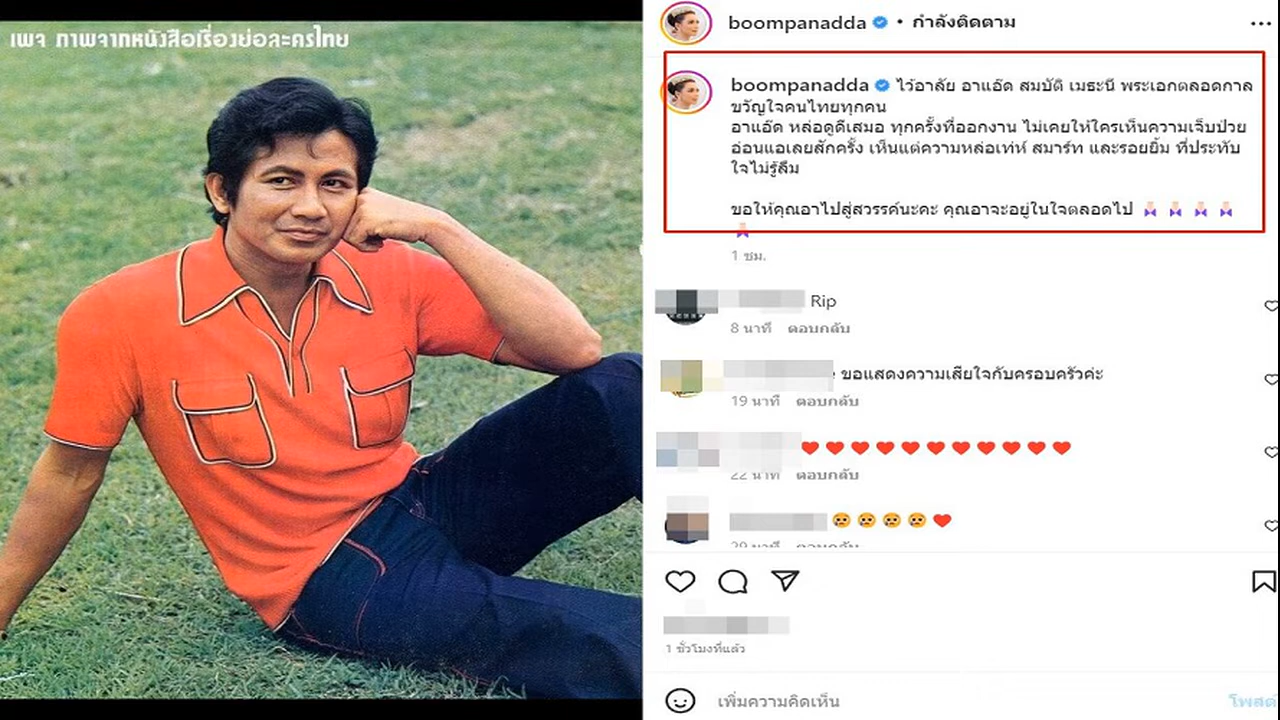 เพจ ภาพจากหนังสือเรื่องย่อละครไทย
boompanadda • กำลังติดตาม
boompanadda ไว้อาลัย อาแอ๊ด สมบัติ เมธะนี พระเอกตลอดกาล
ขวัญใจคนไทยทุกคน
อาแอ๊ด หล่อดูดีเสมอ ทุกครั้งที่ออกงาน ไม่เคยให้ใครเห็นความเจ็บป่วย
อ่อนแอเลยสักครั้ง เห็นแต่ความหล่อเท่ห์ สมาร์ท และรอยยิ้ม ที่ประทับ
ใจไม่รู้ลืม
ขอให้คุณอาไปสู่สวรรค์นะคะ คุณอาจะอยู่ในใจตลอดไป
1 ชม.
Rip
8 นาที ตอบกลับ
ขอแสดงความเสียใจกับครอบครัวค่ะ
19 นาที ตอบกลับ
22 นาที ตอบกลับ
29 นาที ตอบกลับ
1 ชั่วโมงที่แล้ว
เพิ่มความคิดเห็น
โพสต์